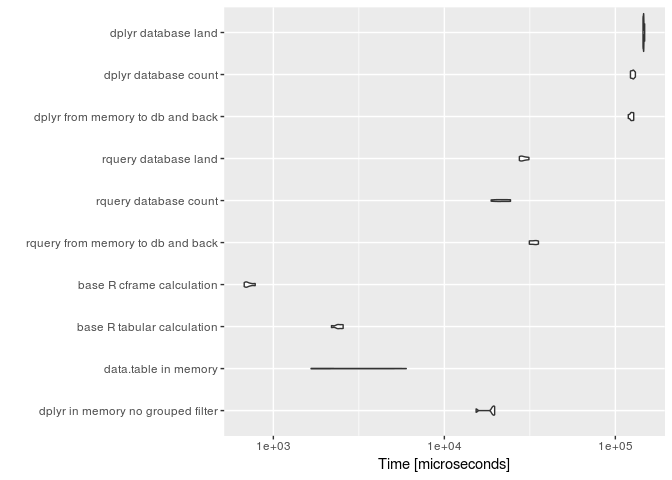 dplyr database land
dplyr database count
dplyr from memory to db and back
rquery database land
rquery database count
rquery from memory to db and back
base R cframe calculation
base R tabular calculation
data.table in memory
dplyr in memory no grouped filter
1e+03 1e+04 1e+05
Time [microseconds]